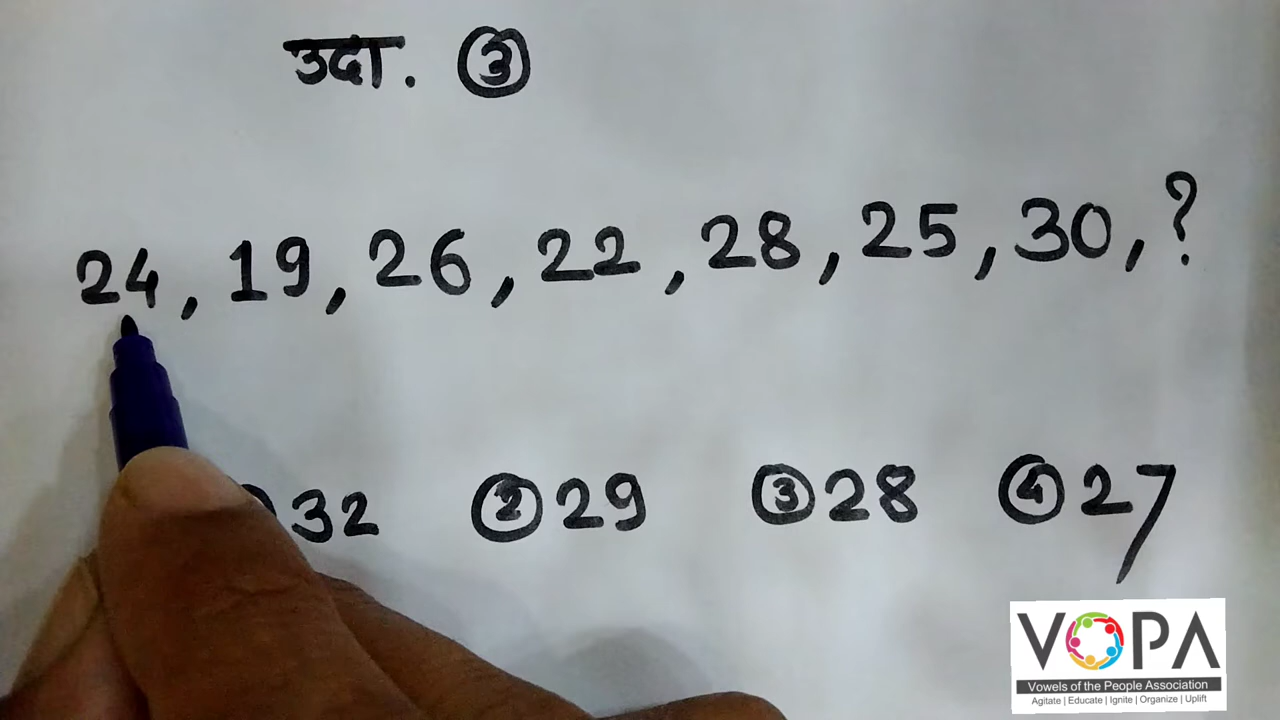 उदा. ③
24, 19, 26, 22, 28, 25, 30, ?
32 ② 29 ③ 28 ④ 27
VOPA
Vowels of the People Association
Agitate | Educate | Ignite | Organize | Uplift